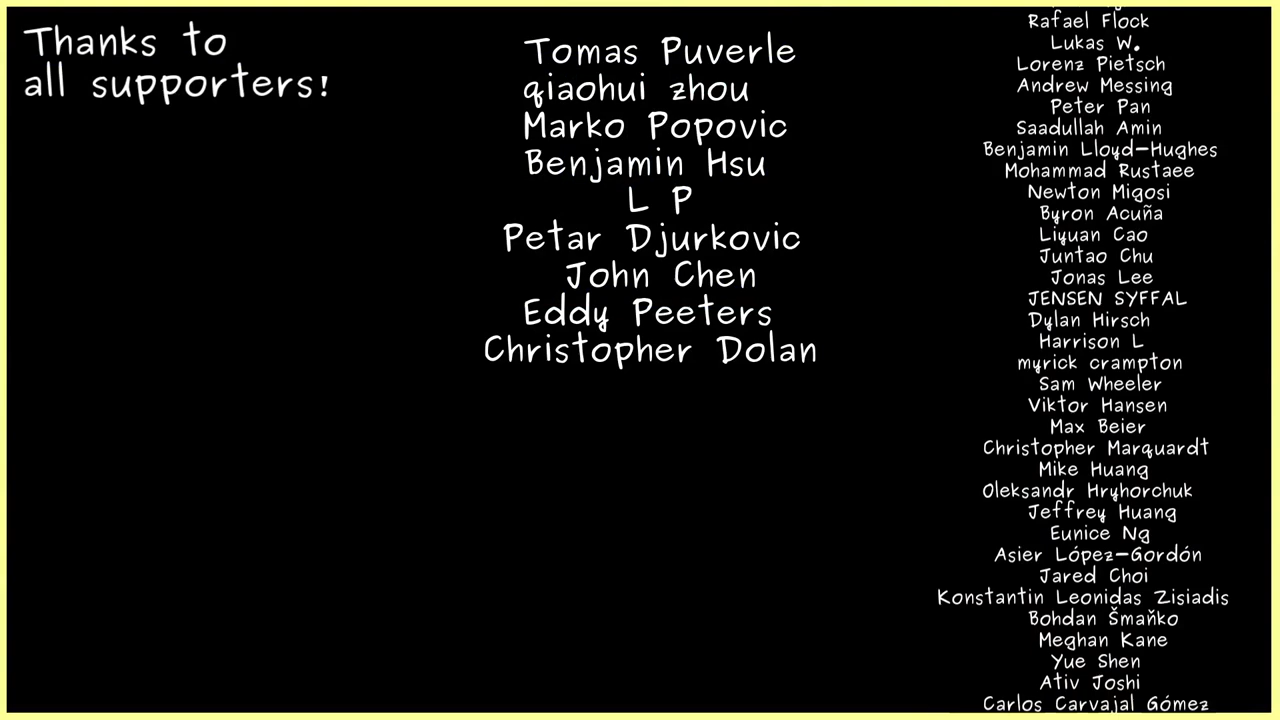 Thanks to
all supporters!
Tomas Puverle
qiaohui zhou
Marko Popovic
Benjamin Hsu
L P
Petar Djurkovic
John Chen
Eddy Peeters
Christopher Dolan
Rafael Flock
Lukas W.
Lorenz Pietsch
Andrew Messing
Peter Pan
Saadullah Amin
Benjamin Lloyd-Hughes
Mohammad Rustaee
Newton Migosi
Byron Acuña
Liyuan Cao
Juntao Chu
Jonas Lee
JENSEN SYFFAL
Dylan Hirsch
Harrison L
myrick crampton
Sam Wheeler
Viktor Hansen
Max Beier
Christopher Marquardt
Mike Huang
Oleksandr Hryhorchuk
Jeffrey Huang
Eunice Ng
Asier López-Gordón
Jared Choi
Konstantin Leonidas Zisiadis
Bohdan Šmaňko
Meghan Kane
Yue Shen
Ativ Joshi
Carlos Carvajal Gómez